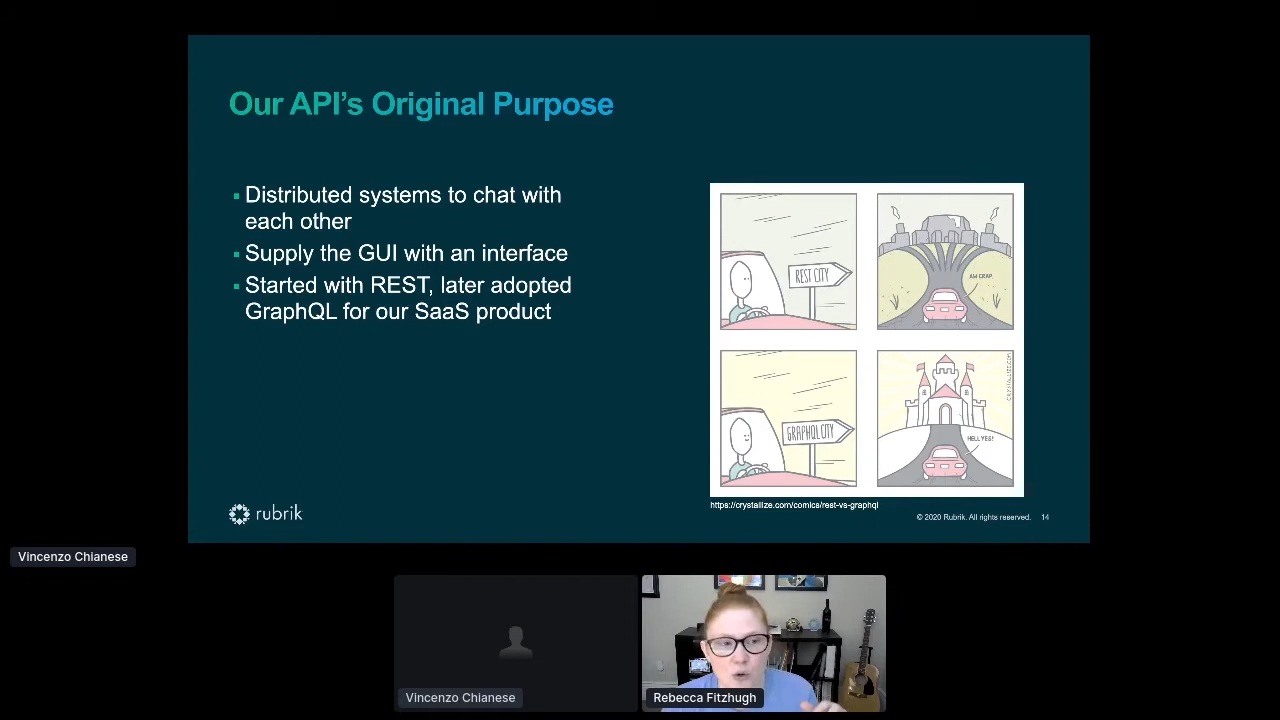 Our API's Original Purpose
▪ Distributed systems to chat with
each other
▪ Supply the GUI with an interface
▪ Started with REST, later adopted
GraphQL for our SaaS product
REST CITY
AW CRAP.
GRAPHQL CITY
HELL YES!
CRYSTALLIZE.COM
https://crystallize.com/comics/rest-vs-graphql
rubrik
© 2020 Rubrik. All rights reserved. 14
Vincenzo Chianese
Vincenzo Chianese
Rebecca Fitzhugh